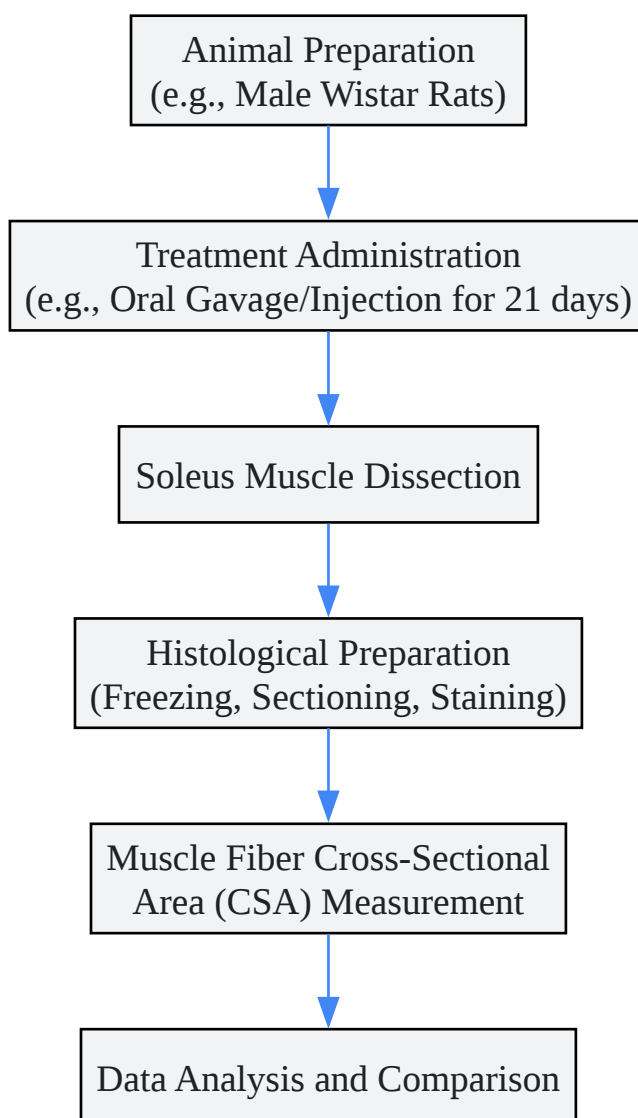 Animal Preparation
(e.g., Male Wistar Rats)
Treatment Administration
(e.g., Oral Gavage/Injection for 21 days)
Soleus Muscle Dissection
Histological Preparation
(Freezing, Sectioning, Staining)
Muscle Fiber Cross-Sectional
Area (CSA) Measurement
Data Analysis and Comparison